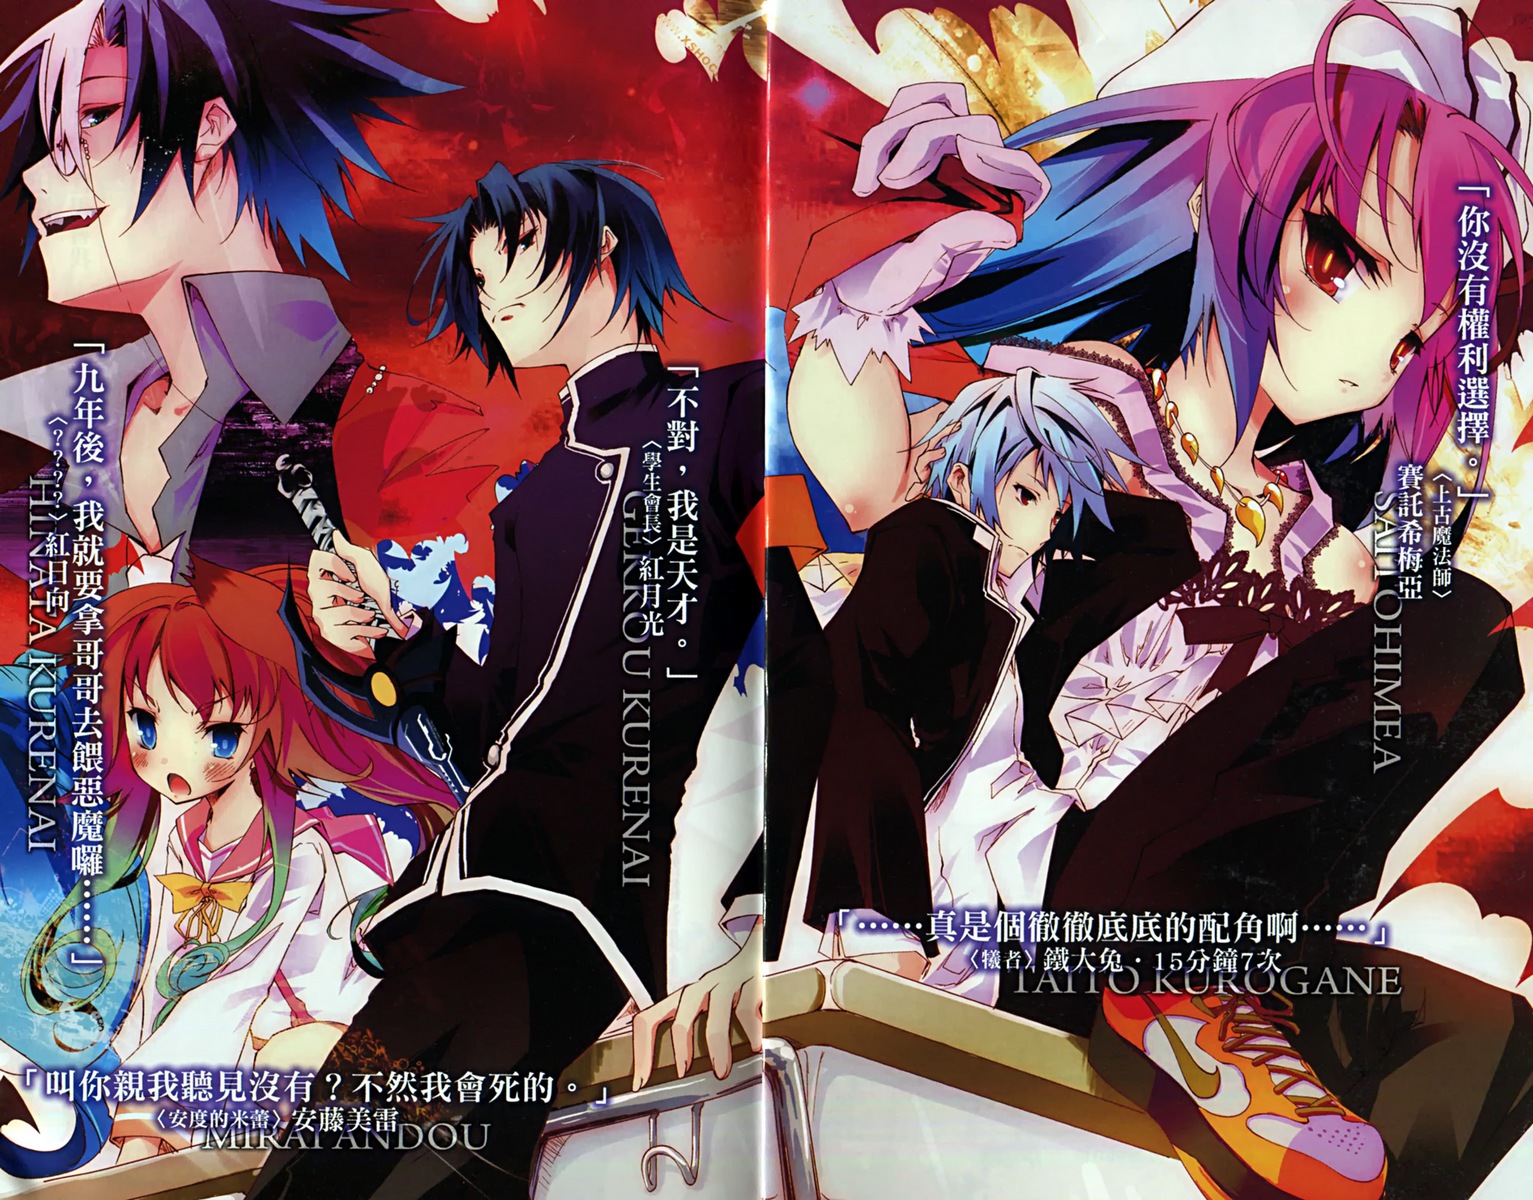 「你沒有權利選擇。」
〈上古魔法師〉
賽託希梅亞
SAITOHIMEA
「……真是個徹徹底底的配角啊……」
〈犧者〉鐵大兔・15分鐘7次
TAITO KUROGANE
「不對，我是天才。」
〈學生會長〉紅月光
GEKKOU KURENAI
「九年後，我就要拿哥哥去餵惡魔囉……」
〈????〉紅日向
HINATA KURENAI
「叫你親我聽見沒有？不然我會死的。」
〈安度的米蕾〉安藤美雷
MIRAI ANDOU